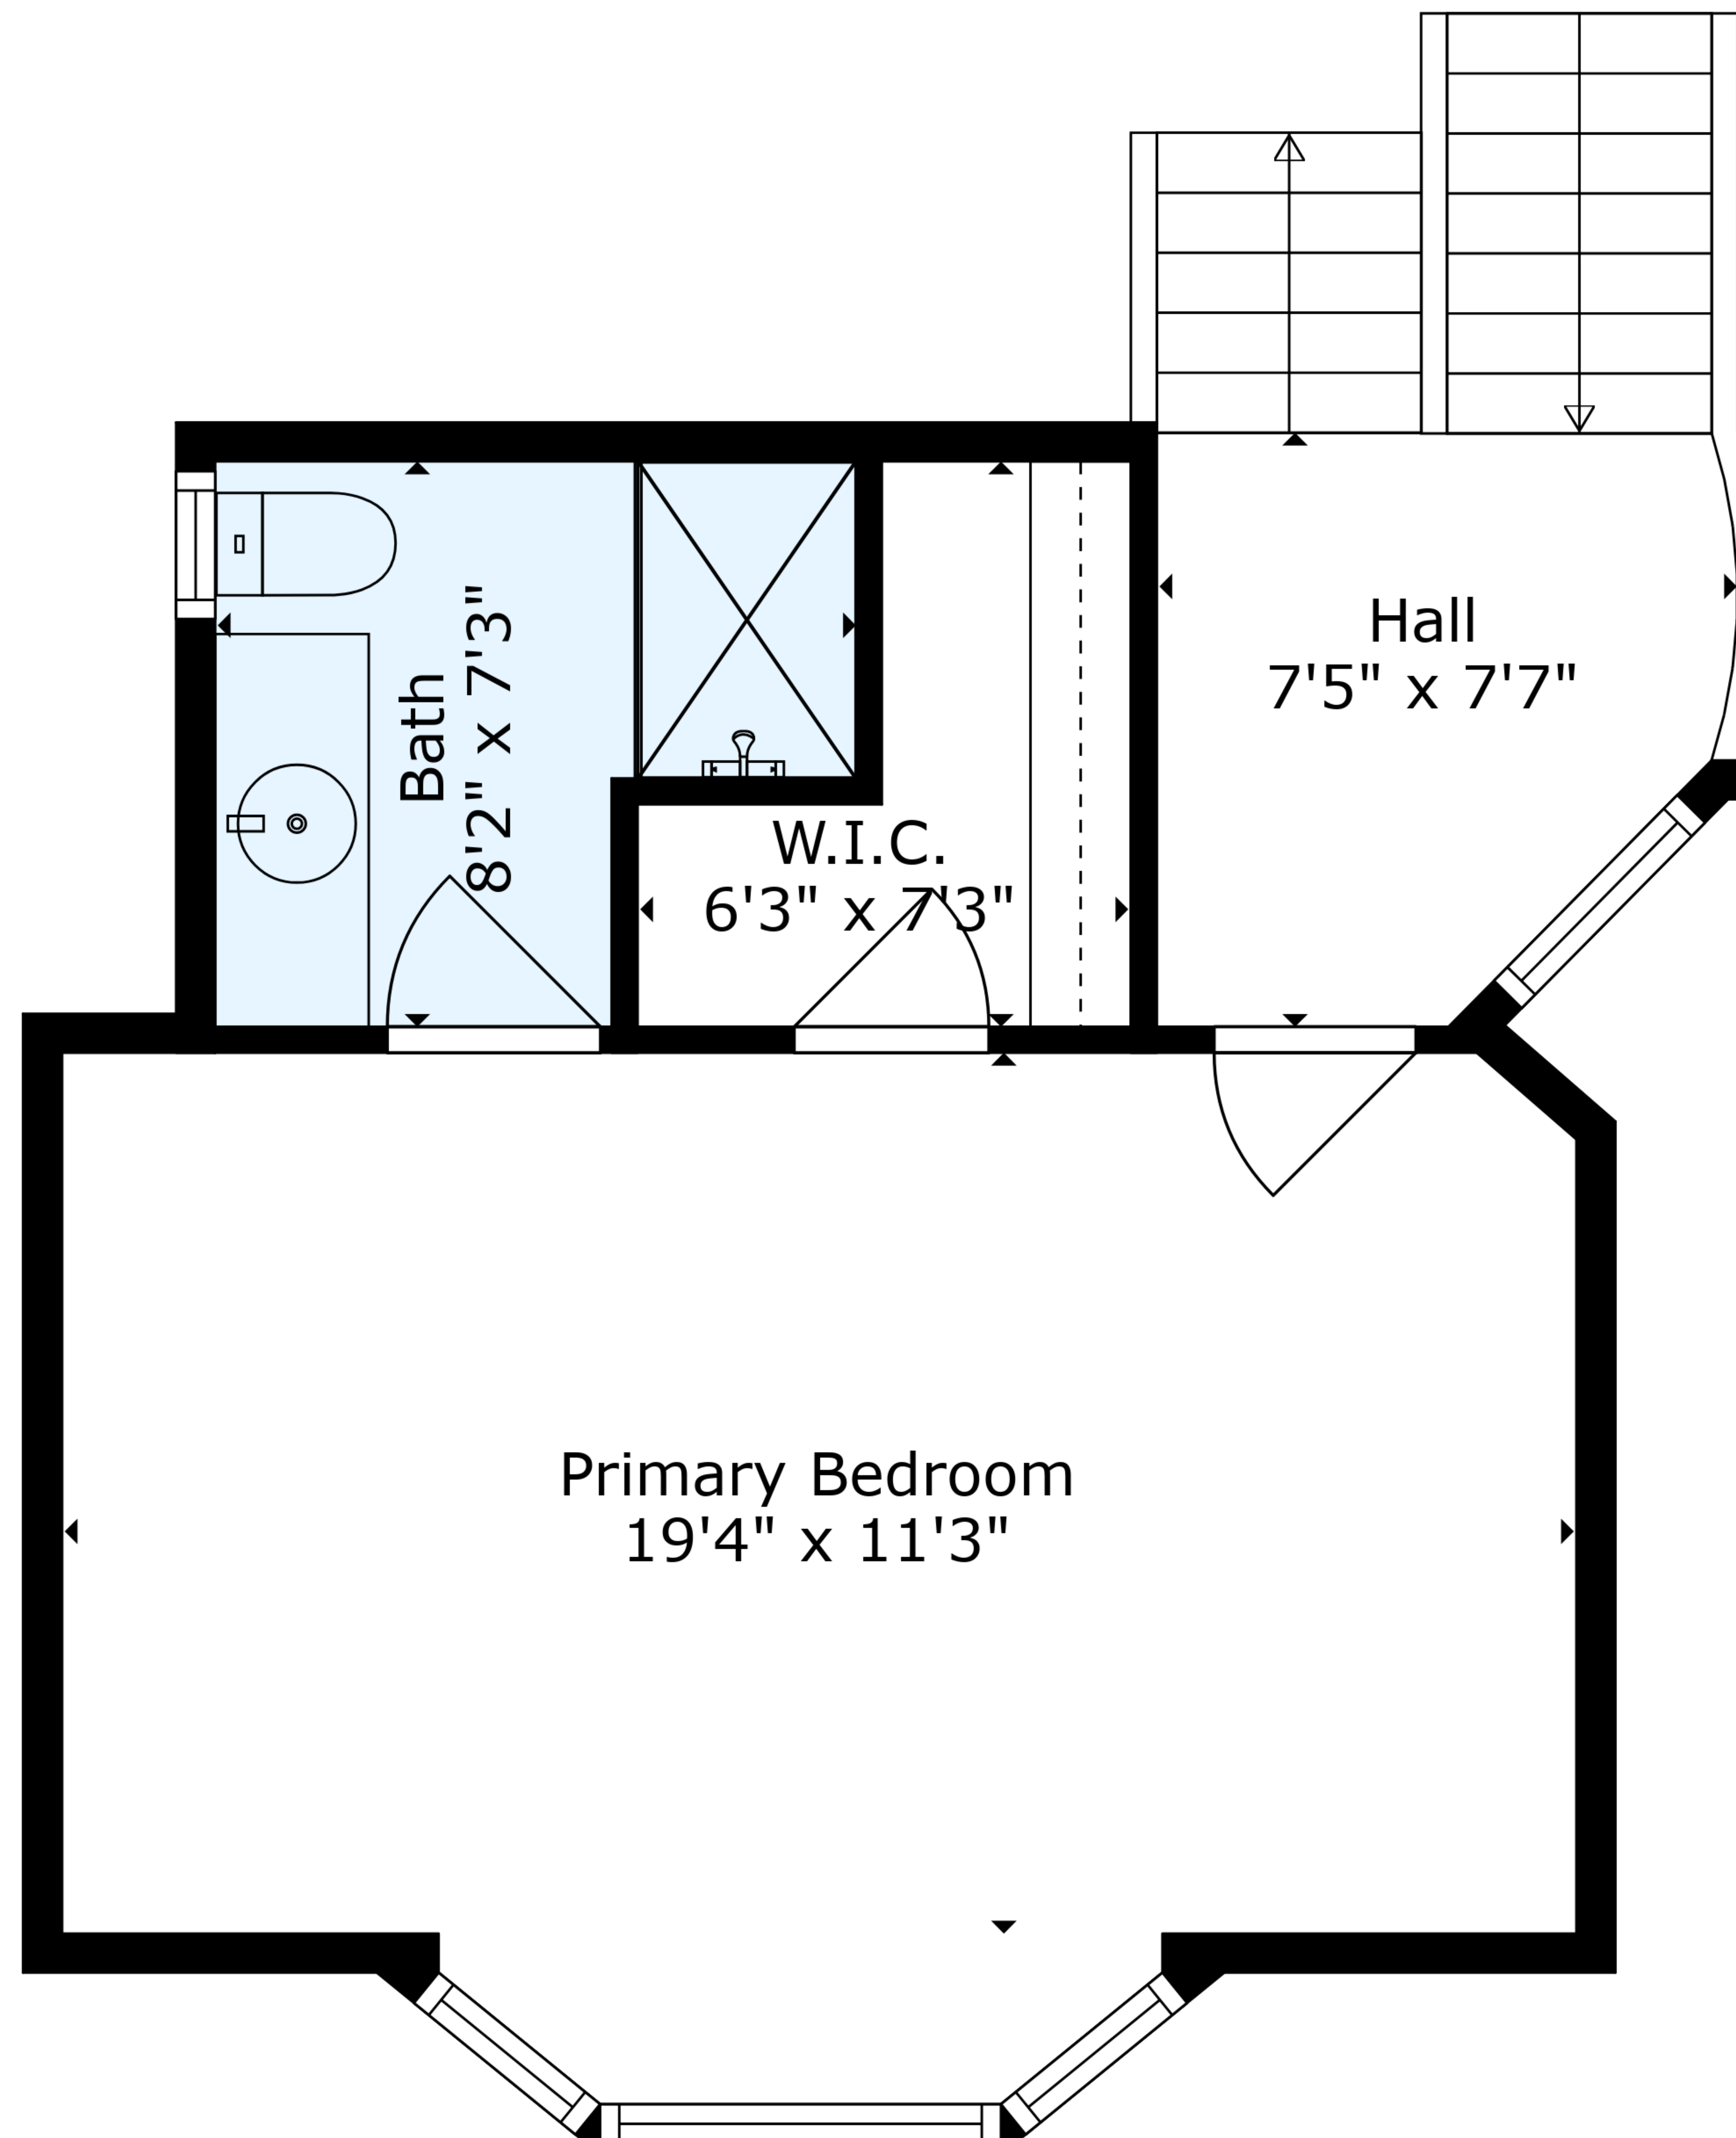 Bath
8'2" x 7'3"
W.I.C.
6'3" x 7'3"
Hall
7'5" x 7'7"
Primary Bedroom
19'4" x 11'3"